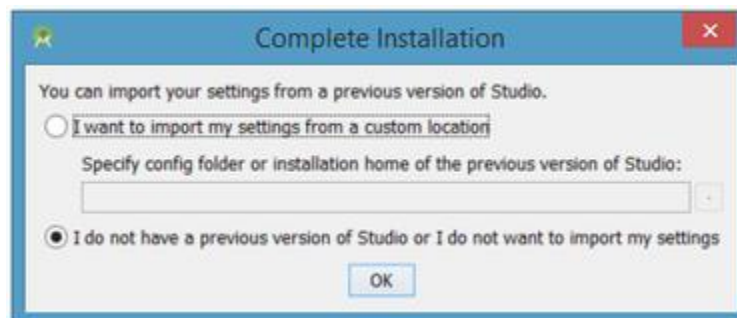 Complete Installation
You can import your settings from a previous version of Studio.
I want to import my settings from a custom location
Specify config folder or installation home of the previous version of Studio:
I do not have a previous version of Studio or I do not want to import my settings
OK